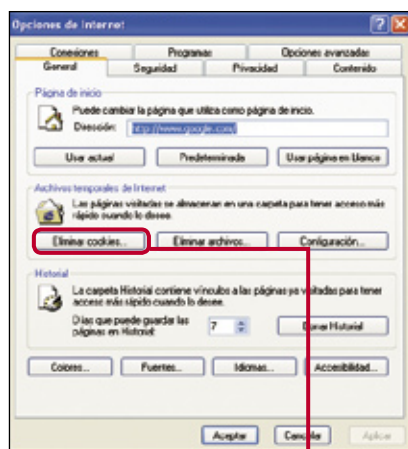 Opciones de Internet
Conexiones Programas Opciones avanzadas
General Seguridad Privacidad Contenido
Página de inicio
Puede cambiar la página que utiliza como página de inicio.
Dirección: http://www.google.com/
Usar actual Predeterminada Usar página en blanco
Archivos temporales de Internet
Las páginas visitadas se almacenan en una carpeta para tener acceso más
rápido cuando lo desee.
Eliminar cookies... Eliminar archivos... Configuración...
Historial
La carpeta Historial contiene vínculos a las páginas ya visitadas para tener
acceso más rápido cuando lo desee.
Días que puede guardar las
páginas en Historial: 7 Borrar Historial
Colores... Fuentes... Idiomas... Accesibilidad...
Aceptar Cancelar Aplicar